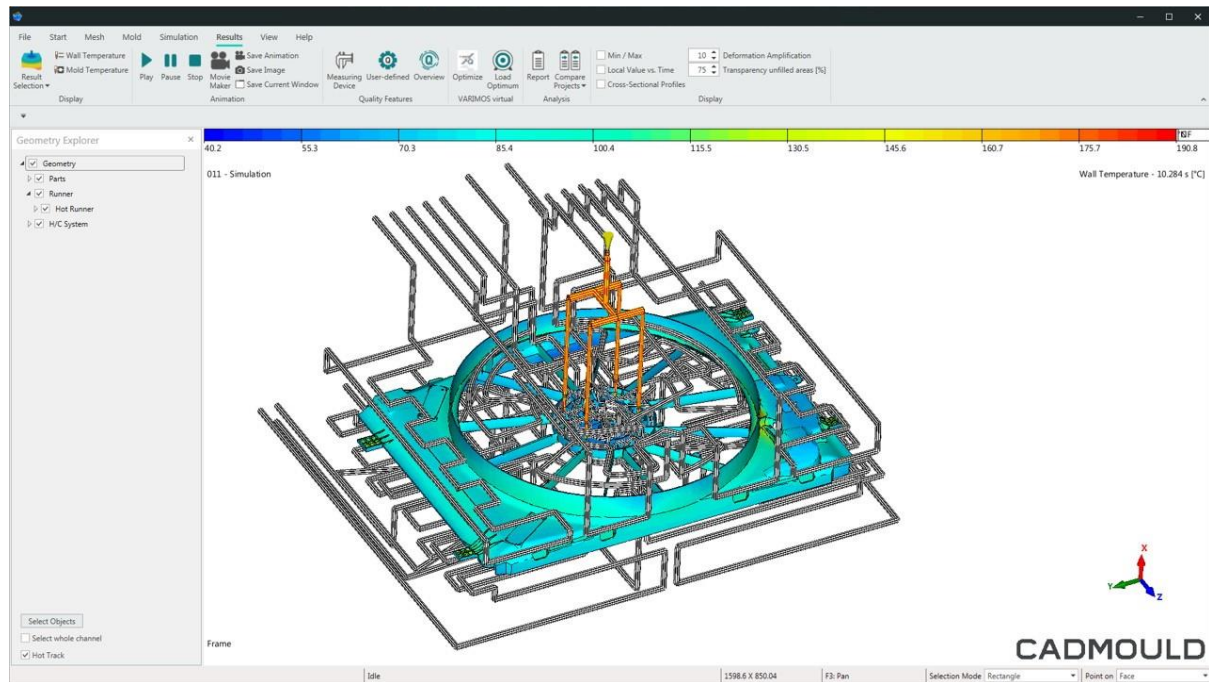 File Start Mesh Mold Simulation Results View Help
Result Selection
Wall Temperature
Mold Temperature
Display
Play
Pause
Stop
Movie Maker
Save Animation
Save Image
Save Current Window
Animation
Measuring Device
User-defined
Overview
Quality Features
Optimize
Load Optimum
VARIMOS virtual
Report
Compare Projects
Analysis
Min / Max
Local Value vs. Time
Cross-Sectional Profiles
10 Deformation Amplification
75 Transparency unfilled areas [%]
Display
Geometry Explorer
Geometry
Parts
Runner
Hot Runner
H/C System
40.2 55.3 70.3 85.4 100.4 115.5 130.5 145.6 160.7 175.7 190.8
011 - Simulation
Wall Temperature - 10.284 s [°C]
X
Y
Z
Select Objects
Select whole channel
Hot Track
Frame
CADMOULD
Idle 1598.6 X 850.04 F3: Pan Selection Mode Rectangle Point on Face